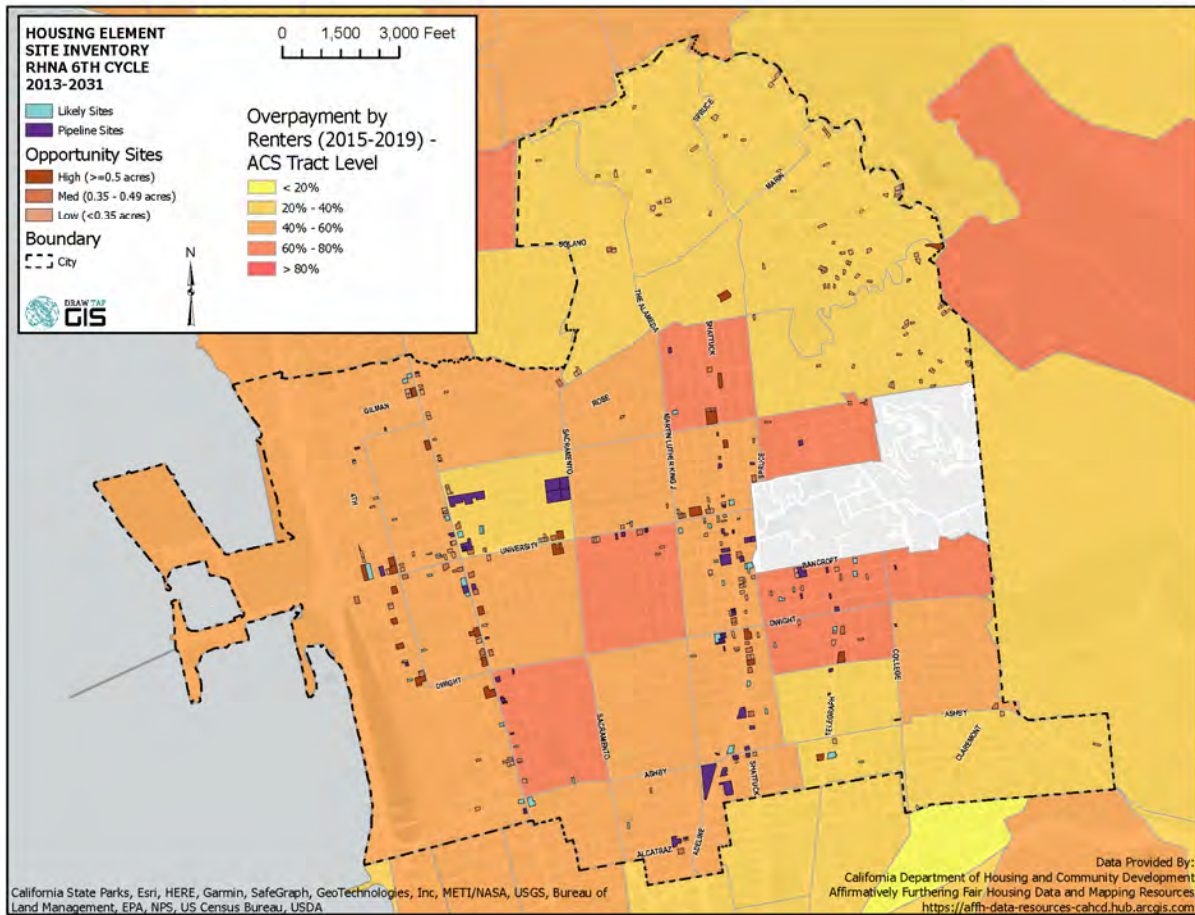 HOUSING ELEMENT
SITE INVENTORY
RHNA 6TH CYCLE
2013-2031
Likely Sites
Pipeline Sites
Opportunity Sites
High (>=0.5 acres)
Med (0.35 - 0.49 acres)
Low (<0.35 acres)
Boundary
City
DRAW TAP
GIS
N
0 1,500 3,000 Feet
Overpayment by
Renters (2015-2019) -
ACS Tract Level
< 20%
20% - 40%
40% - 60%
60% - 80%
> 80%
SPRUCE
MARIN
SOLANO
THE ALAMEDA
SHATTUCK
GILMAN
ROSE
SACRAMENTO
MARTIN LUTHER KING J
SPRUCE
4TH
UNIVERSITY
BANCROFT
DWIGHT
DWIGHT
COLLEGE
SACRAMENTO
TELEGRAPH
ASHBY
CLAREMONT
ASHBY
SHATTUCK
ADELINE
ALCATRAZ
California State Parks, Esri, HERE, Garmin, SafeGraph, GeoTechnologies, Inc, METI/NASA, USGS, Bureau of
Land Management, EPA, NPS, US Census Bureau, USDA
Data Provided By:
California Department of Housing and Community Development
Affirmatively Furthering Fair Housing Data and Mapping Resources
https://affh-data-resources-cahcd.hub.arcgis.com